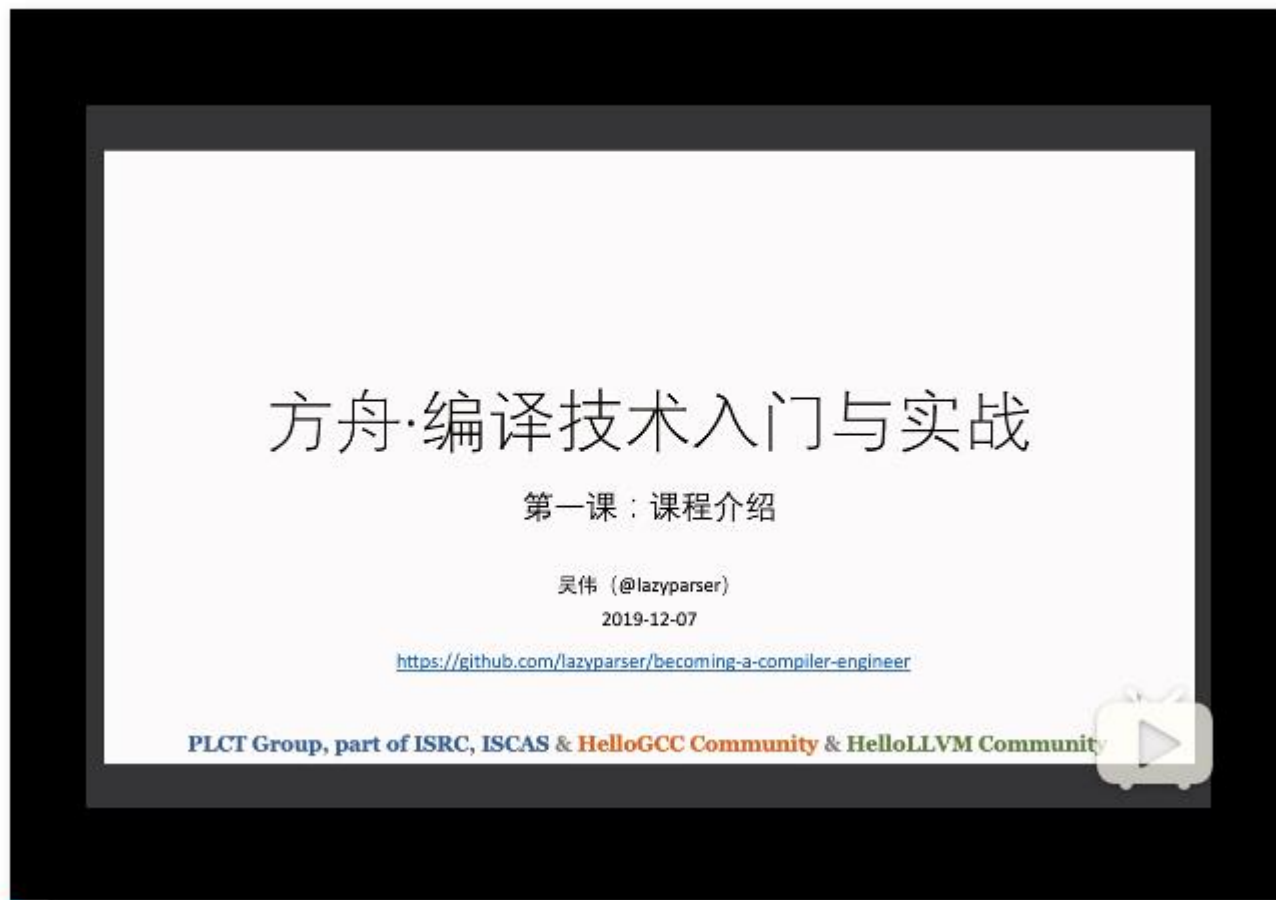 方舟·编译技术入门与实战
第一课：课程介绍
吴伟（@lazyparser）
2019-12-07
https://github.com/lazyparser/becoming-a-compiler-engineer
PLCT Group, part of ISRC, ISCAS & HelloGCC Community & HelloLLVM Community